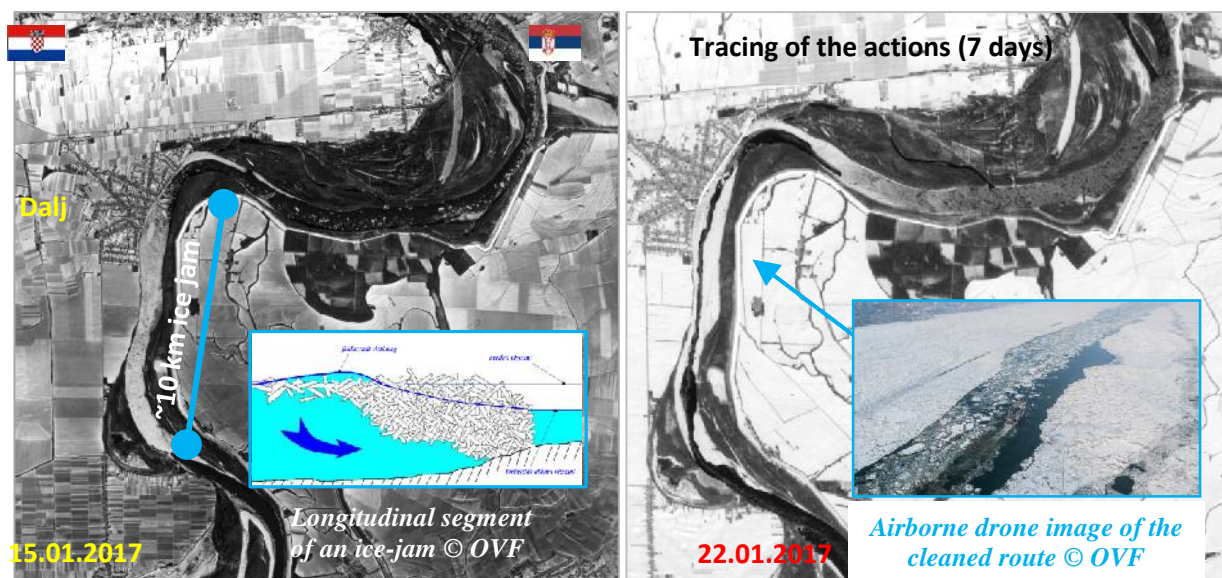 Dalj
~10 km ice jam
Longitudinal segment
of an ice-jam © OVF
15.01.2017
Tracing of the actions (7 days)
22.01.2017
Airborne drone image of the
cleaned route © OVF